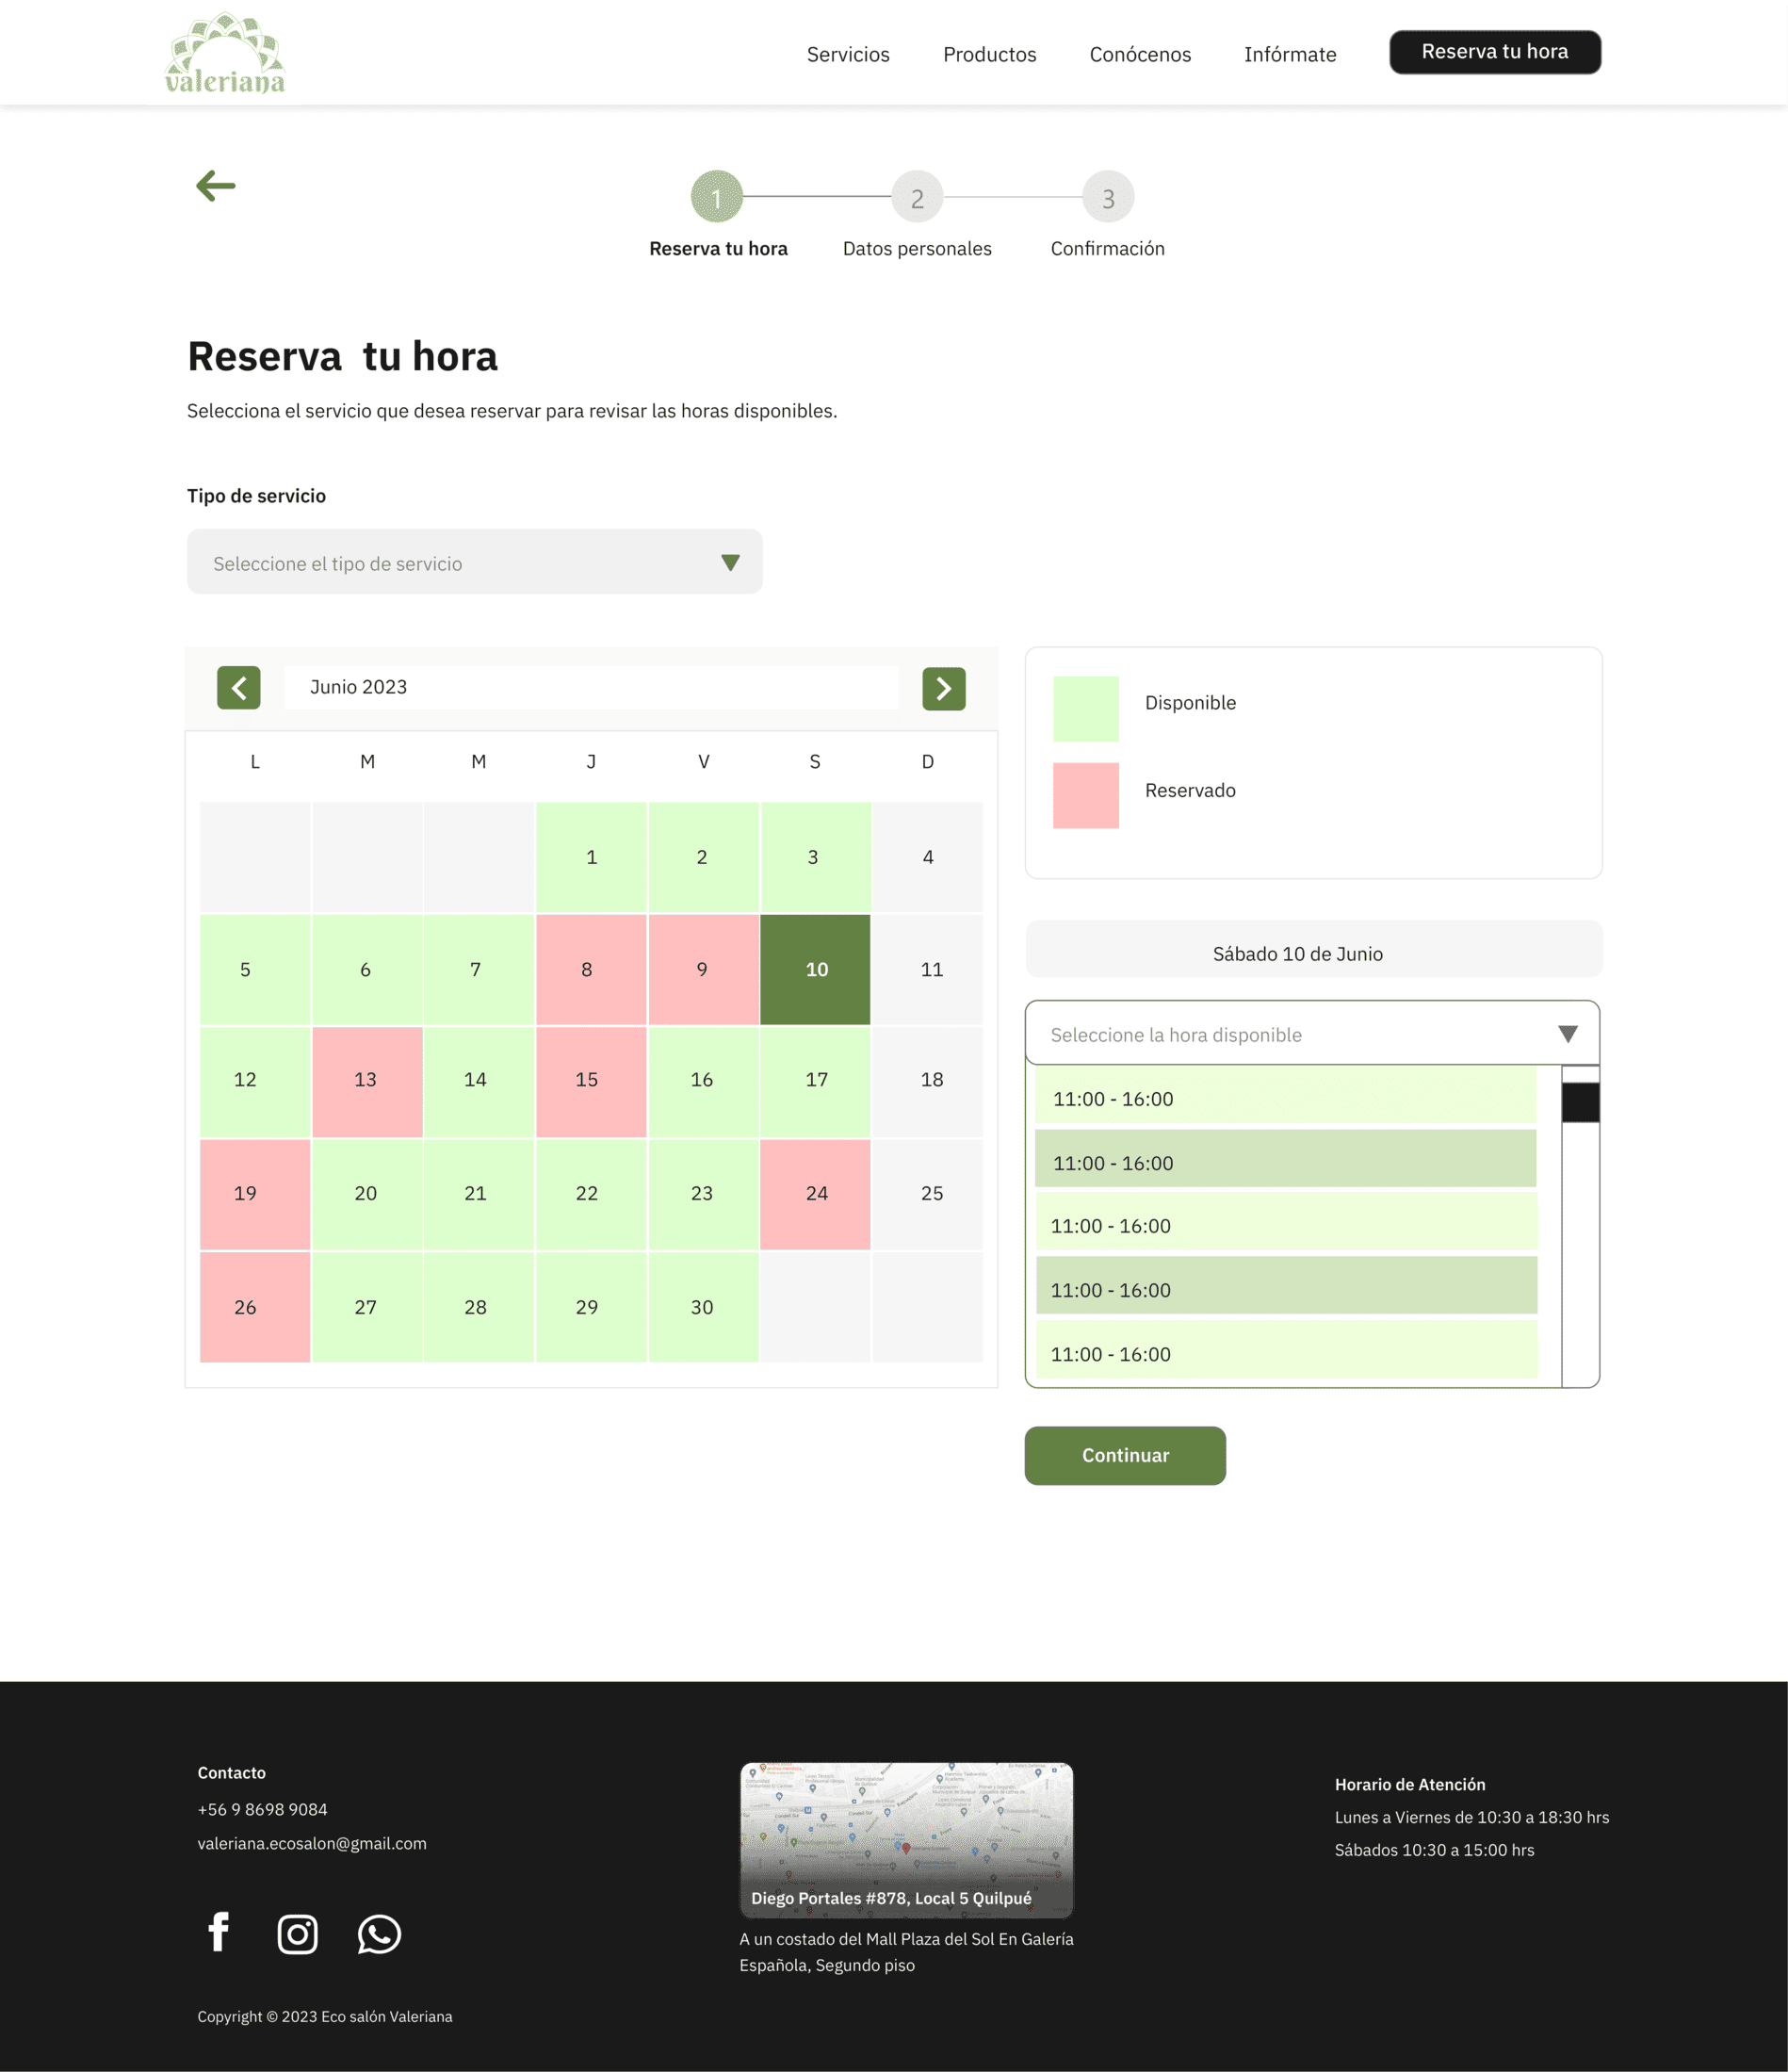 valeriana
Servicios Productos Conócenos Infórmate Reserva tu hora
1 2 3
Reserva tu hora Datos personales Confirmación
Reserva tu hora
Selecciona el servicio que desea reservar para revisar las horas disponibles.
Tipo de servicio
Seleccione el tipo de servicio
Junio 2023
L M M J V S D
1 2 3 4
5 6 7 8 9 10 11
12 13 14 15 16 17 18
19 20 21 22 23 24 25
26 27 28 29 30
Disponible
Reservado
Sábado 10 de Junio
Seleccione la hora disponible
11:00 - 16:00
11:00 - 16:00
11:00 - 16:00
11:00 - 16:00
11:00 - 16:00
Continuar
Contacto
+56 9 8698 9084
valeriana.ecosalon@gmail.com
Copyright © 2023 Eco salón Valeriana
Diego Portales #878, Local 5 Quilpué
A un costado del Mall Plaza del Sol En Galería
Española, Segundo piso
Horario de Atención
Lunes a Viernes de 10:30 a 18:30 hrs
Sábados 10:30 a 15:00 hrs